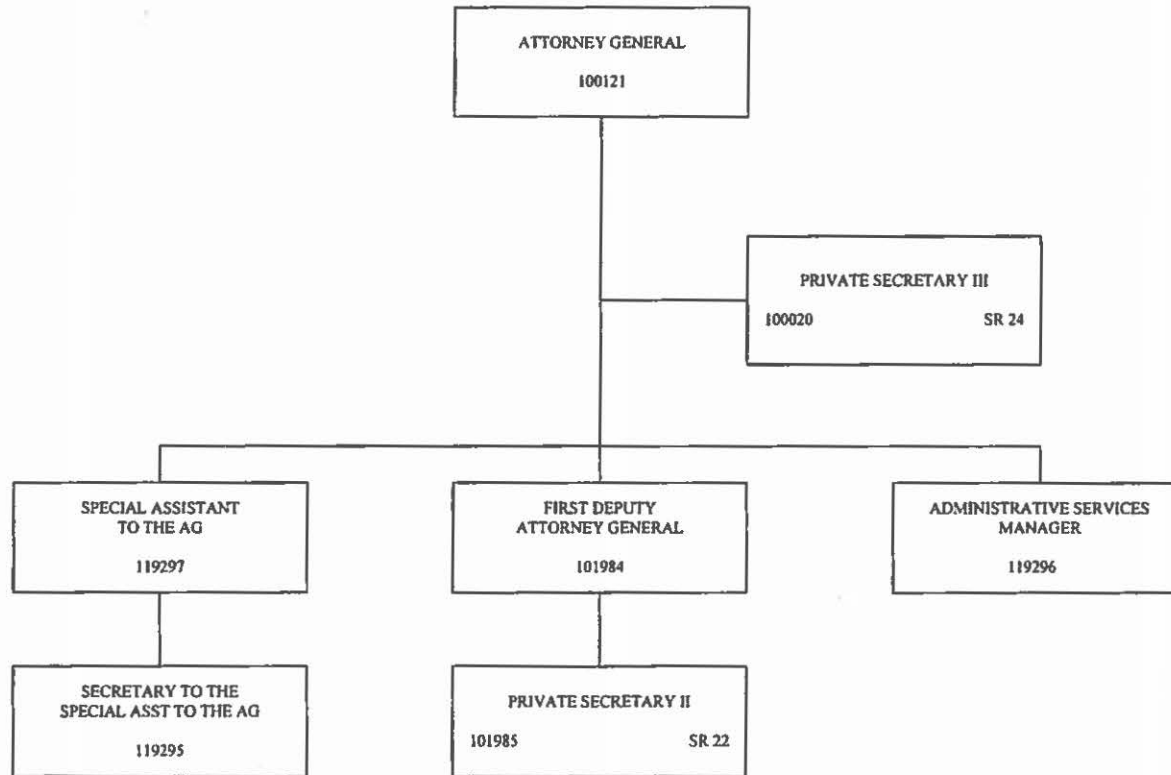 ATTORNEY GENERAL
100121
PRIVATE SECRETARY III
100020 SR 24
SPECIAL ASSISTANT
TO THE AG
119297
FIRST DEPUTY
ATTORNEY GENERAL
101984
ADMINISTRATIVE SERVICES
MANAGER
119296
SECRETARY TO THE
SPECIAL ASST TO THE AG
119295
PRIVATE SECRETARY II
101985 SR 22